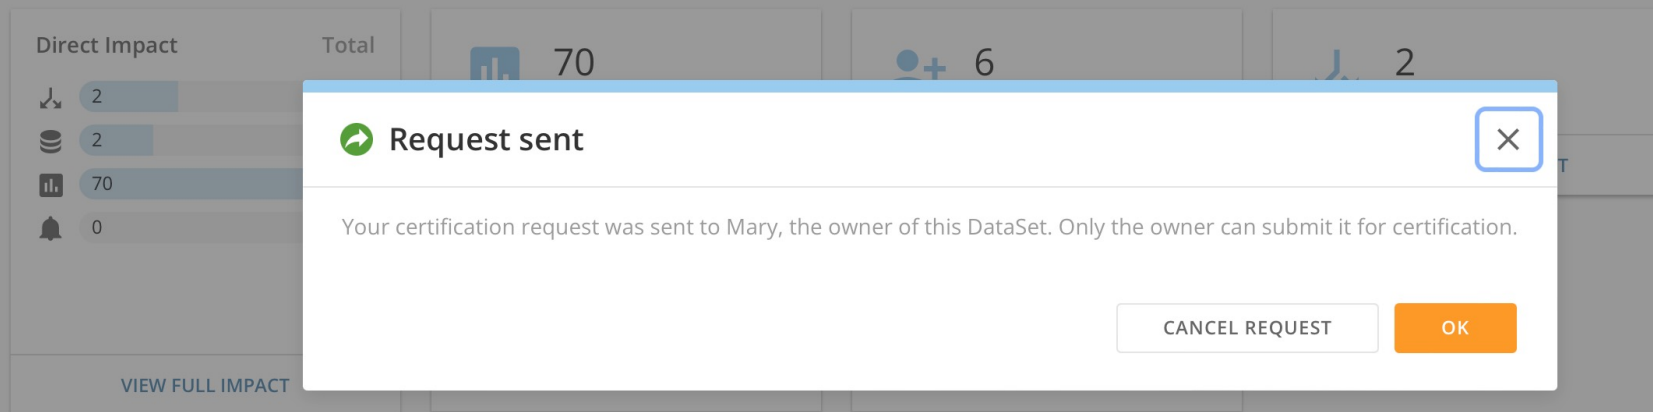 Direct Impact Total
2
2
70
0
VIEW FULL IMPACT
70
6
2
T
Request sent
Your certification request was sent to Mary, the owner of this DataSet. Only the owner can submit it for certification.
CANCEL REQUEST OK